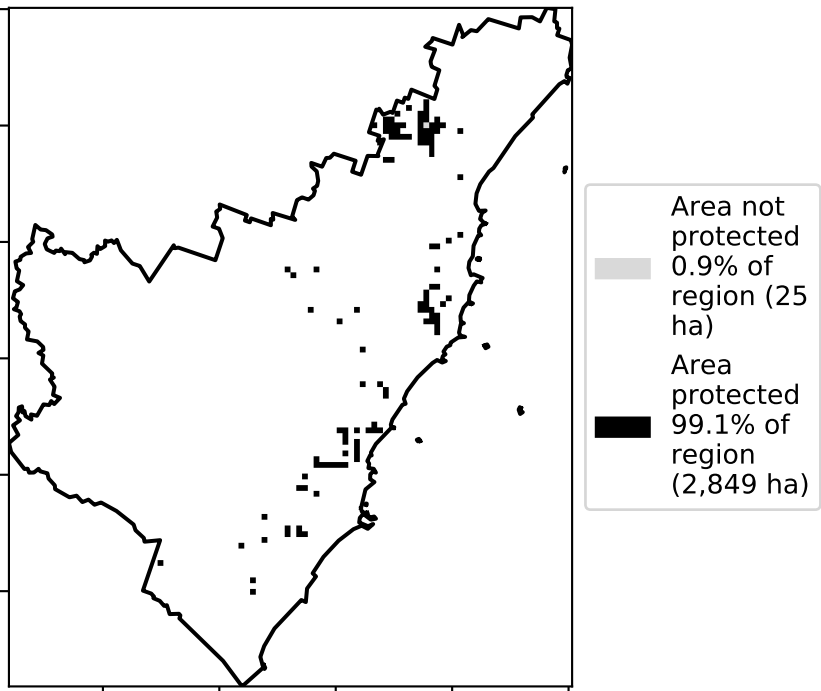 Area not
protected
0.9% of
region (25
ha)
Area
protected
99.1% of
region
(2,849 ha)